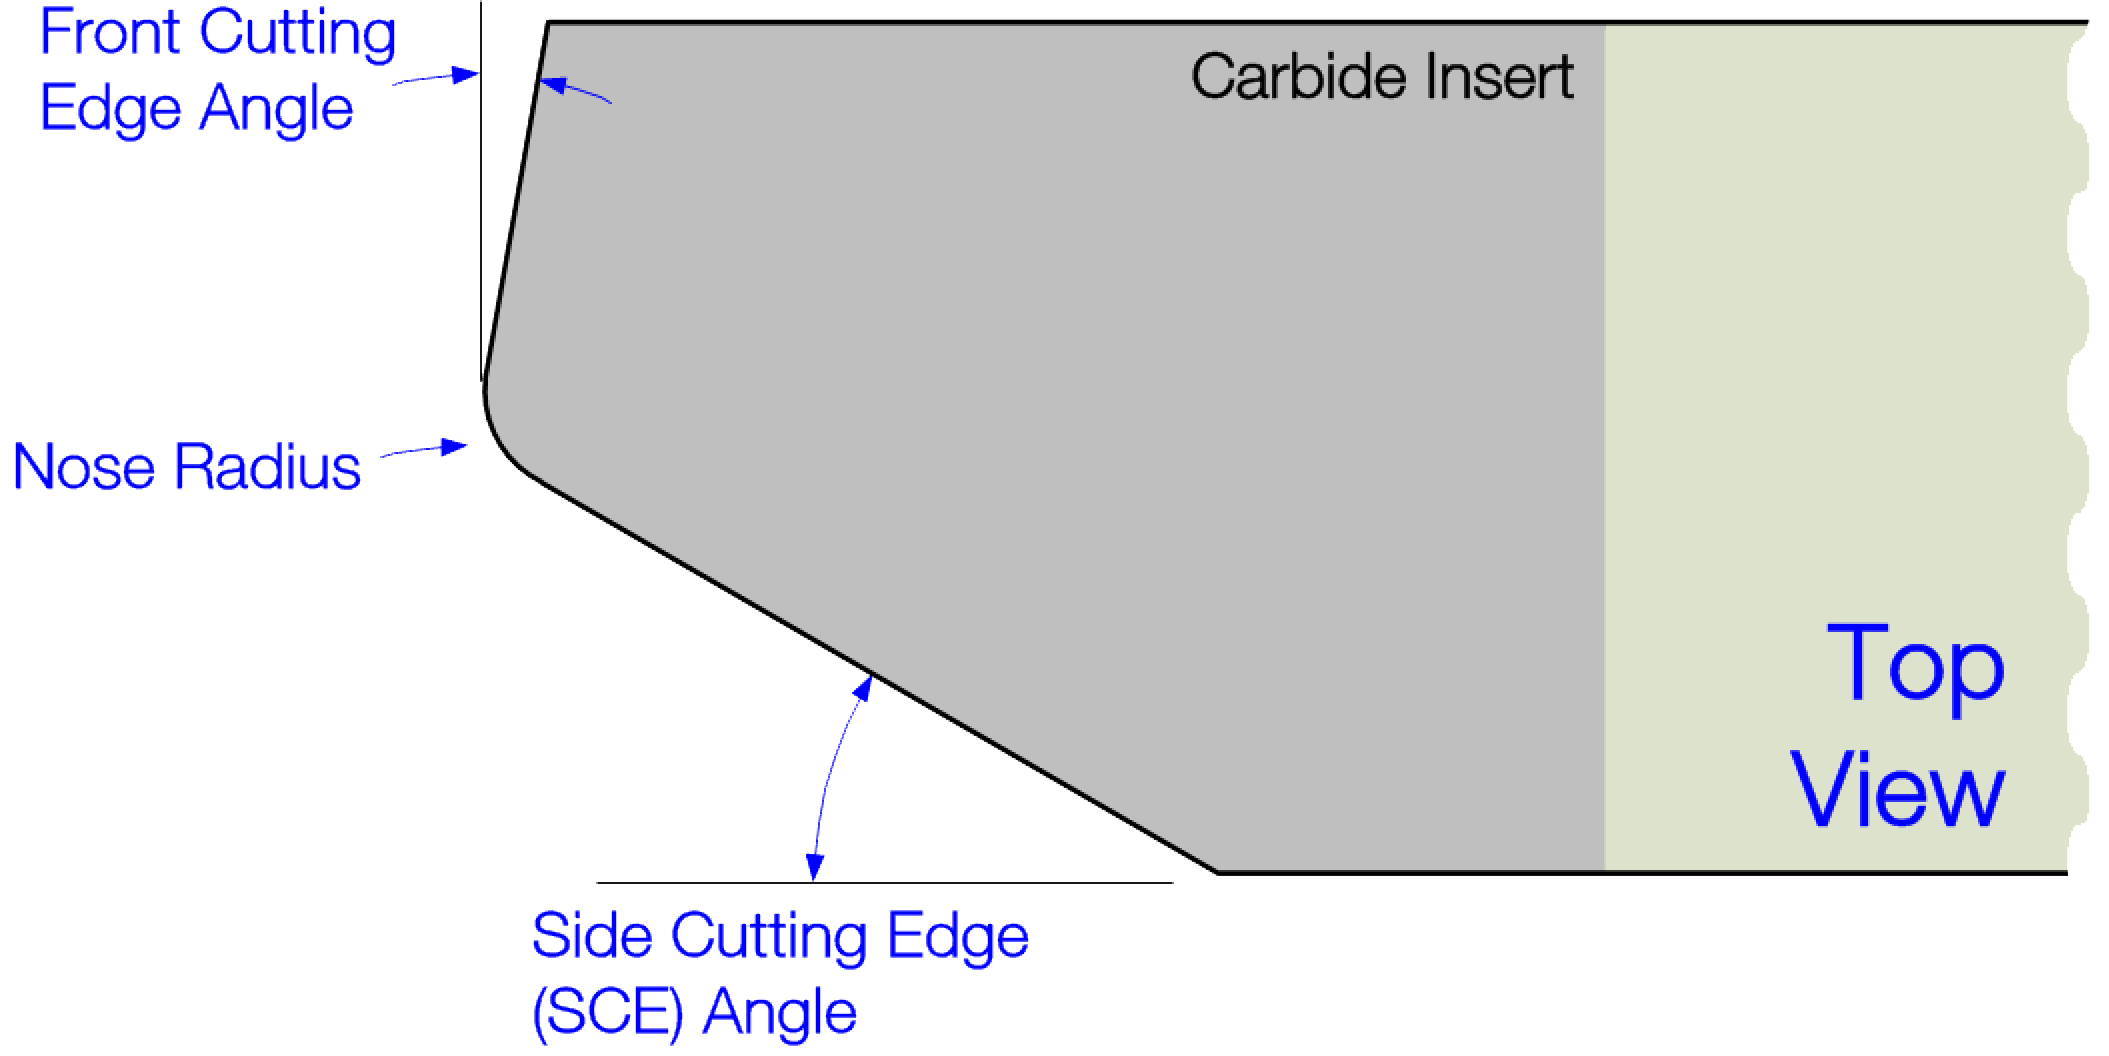 Front Cutting
Edge Angle
Carbide Insert
Nose Radius
Top
View
Side Cutting Edge
(SCE) Angle